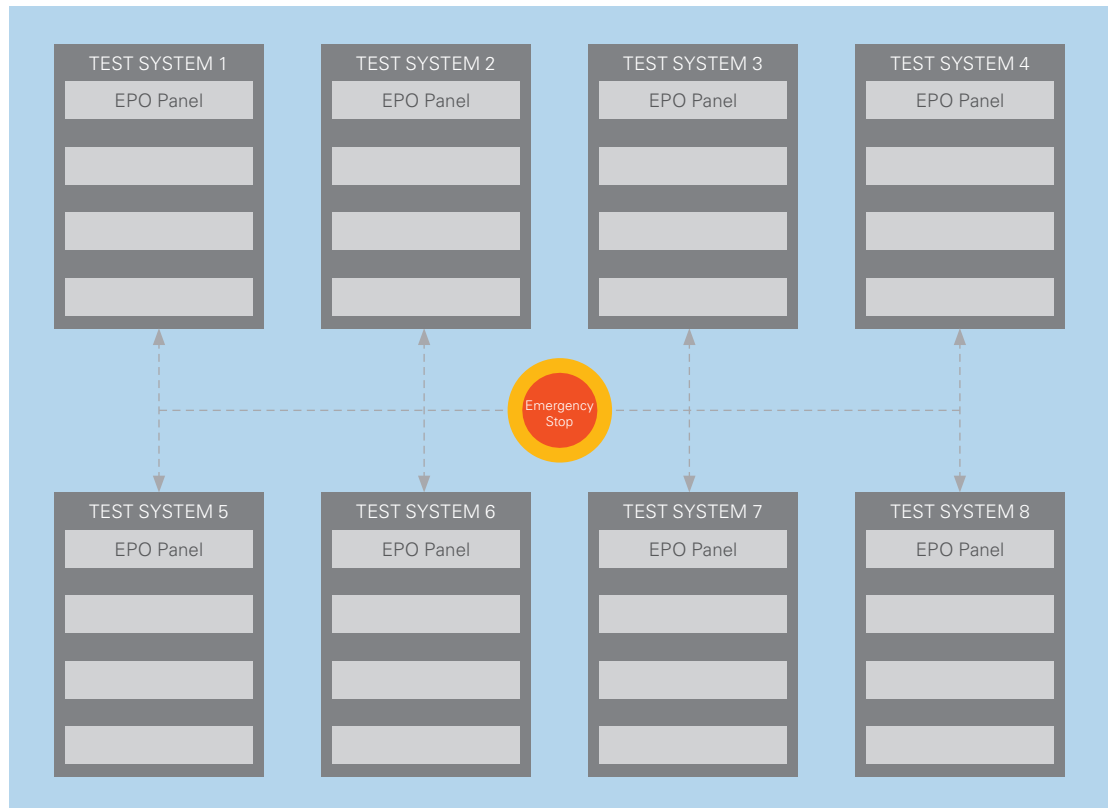 TEST SYSTEM 1
EPO Panel
TEST SYSTEM 2
EPO Panel
TEST SYSTEM 3
EPO Panel
TEST SYSTEM 4
EPO Panel
Emergency
Stop
TEST SYSTEM 5
EPO Panel
TEST SYSTEM 6
EPO Panel
TEST SYSTEM 7
EPO Panel
TEST SYSTEM 8
EPO Panel